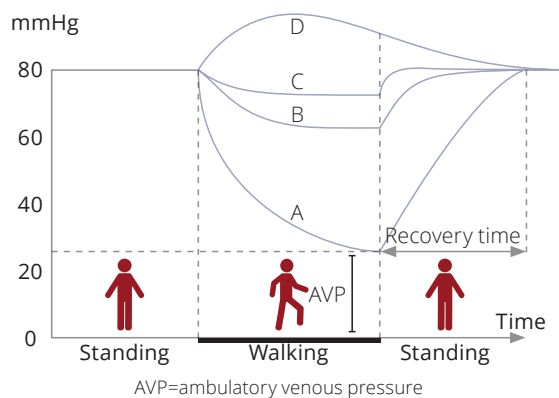 mmHg
D
80
C
60
B
40
A
Recovery time
20
AVP
Time
0
Standing
Walking
Standing
AVP=ambulatory venous pressure